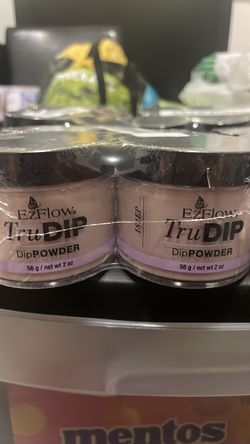 EzFlow
TruDIP
DipPOWDER
56 g / net wt 2 oz
EzFlow
TruDIP
DipPOWDER
56 g / net wt 2 oz
mentos